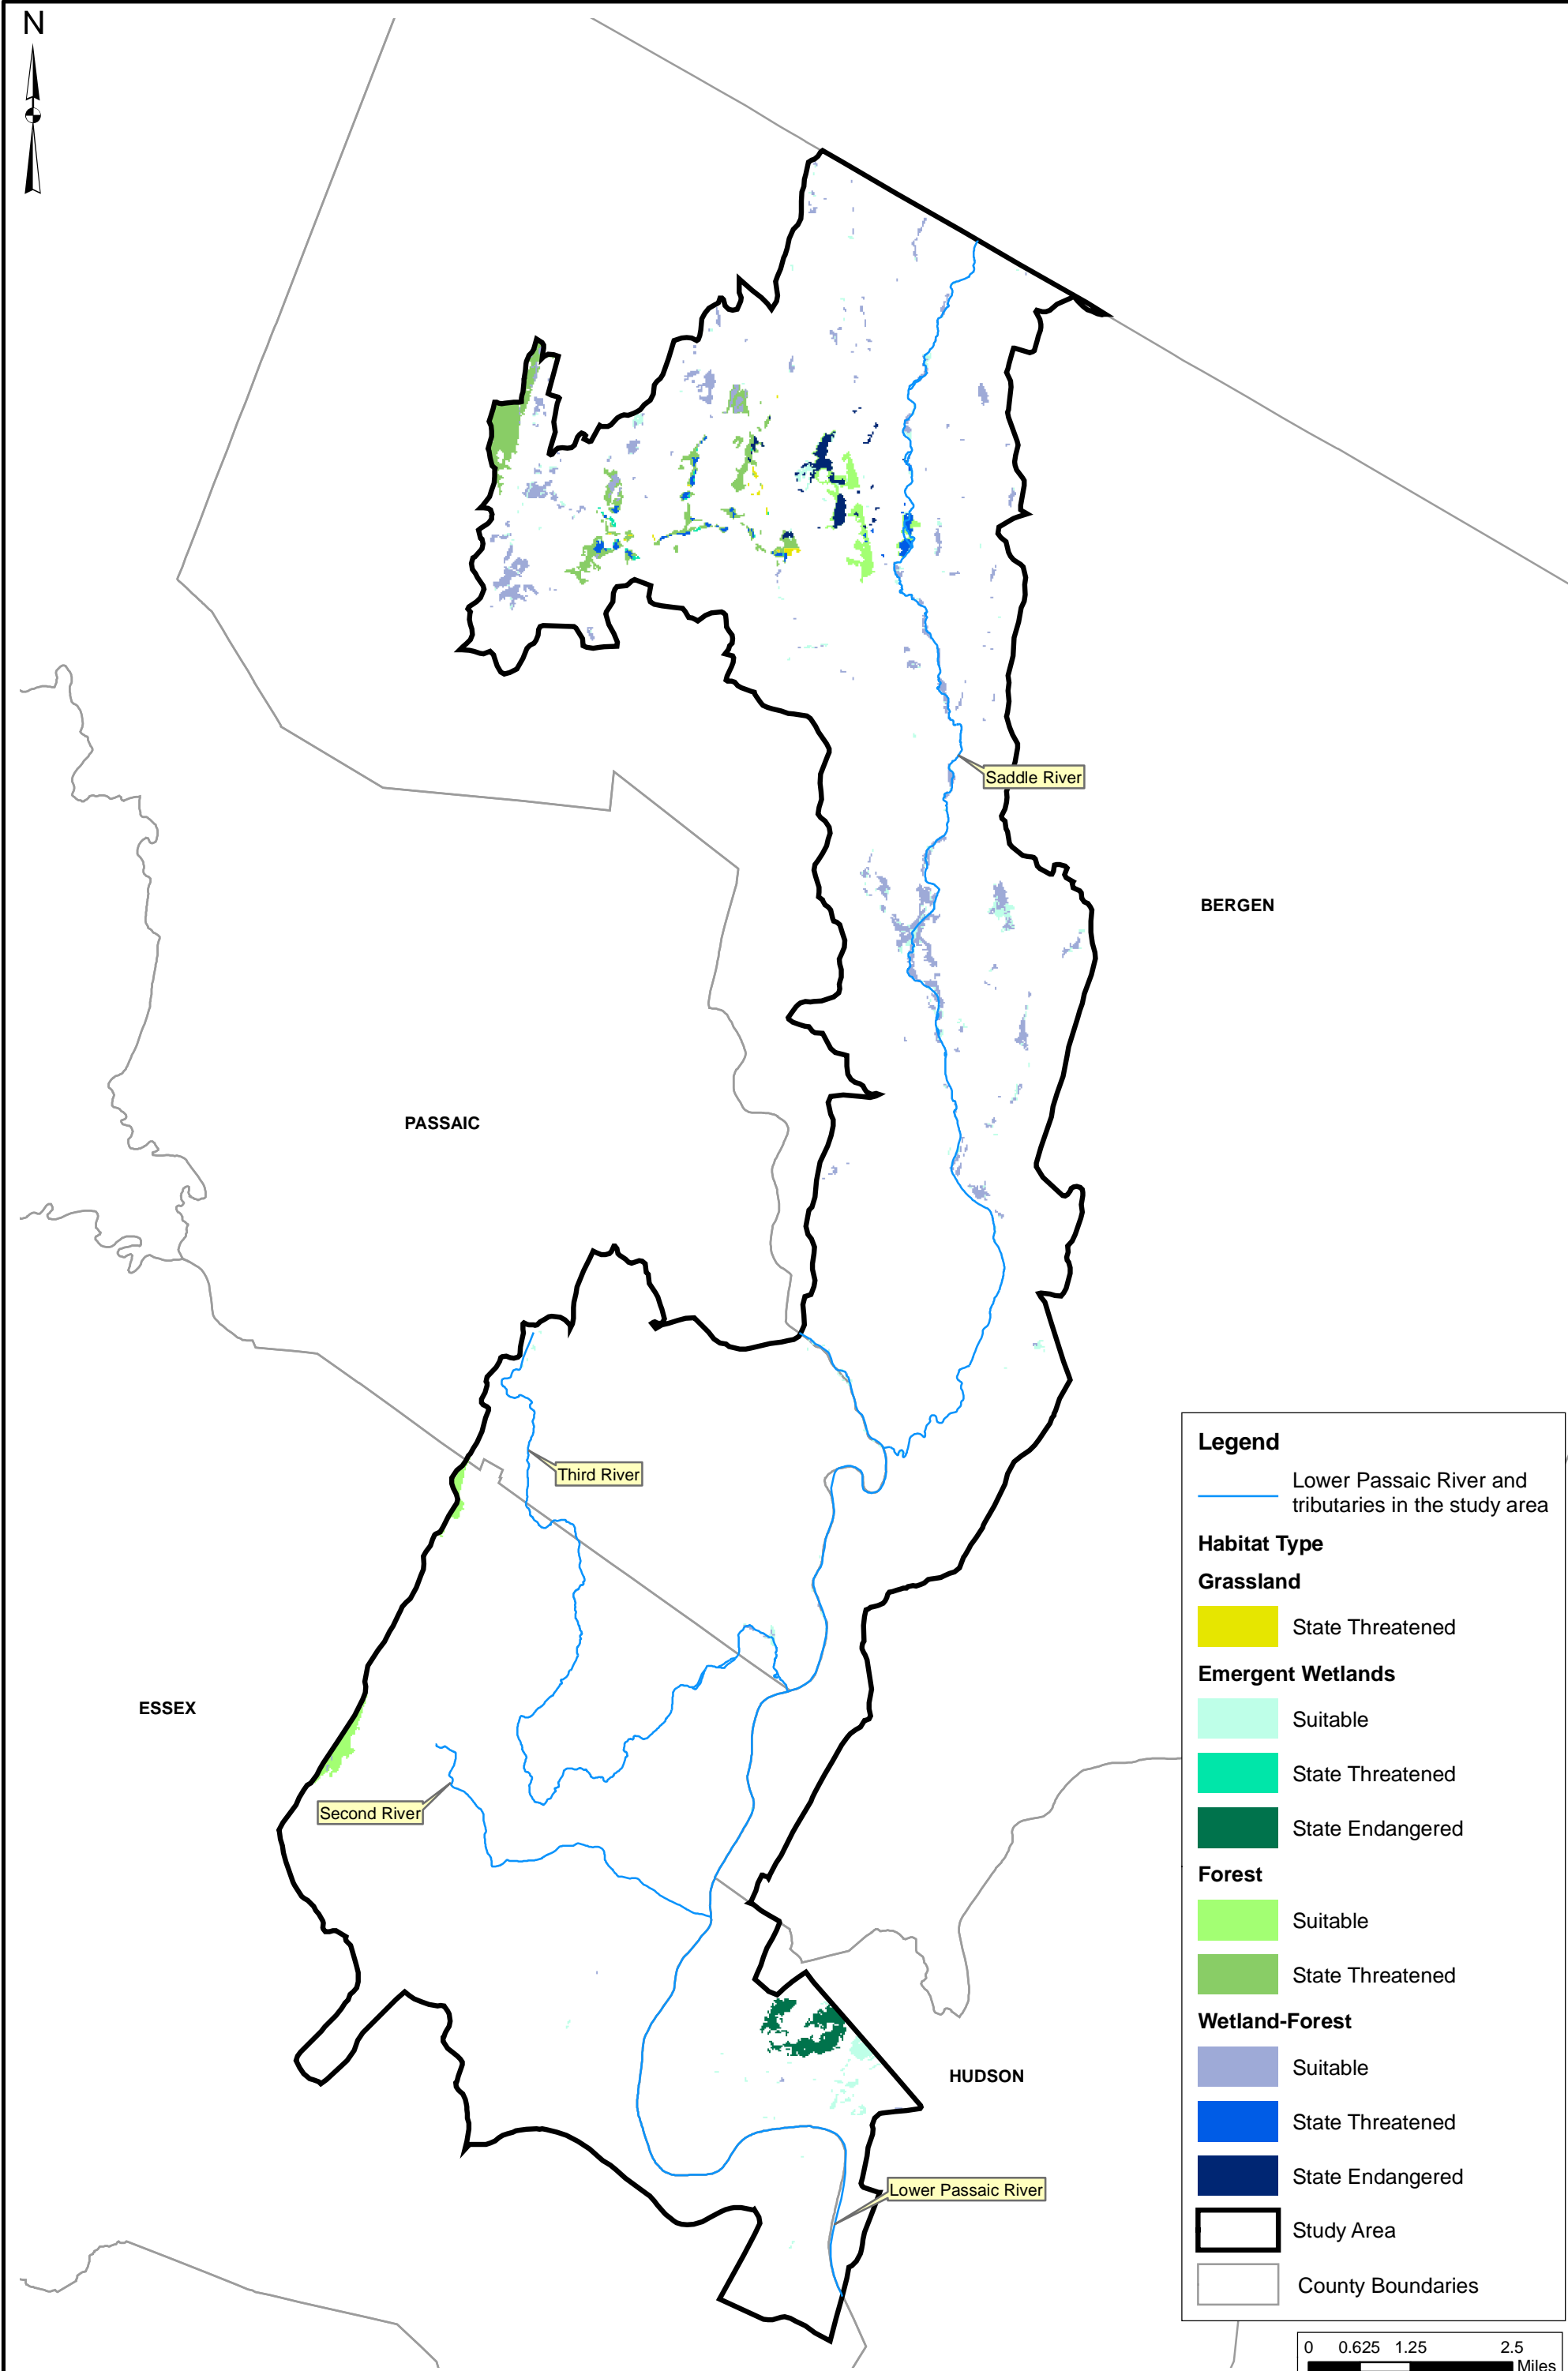 N
Saddle River
BERGEN
PASSAIC
Third River
ESSEX
Second River
HUDSON
Lower Passaic River
Legend
Lower Passaic River and
tributaries in the study area
Habitat Type
Grassland
State Threatened
Emergent Wetlands
Suitable
State Threatened
State Endangered
Forest
Suitable
State Threatened
Wetland-Forest
Suitable
State Threatened
State Endangered
Study Area
County Boundaries
0 0.625 1.25 2.5
Miles